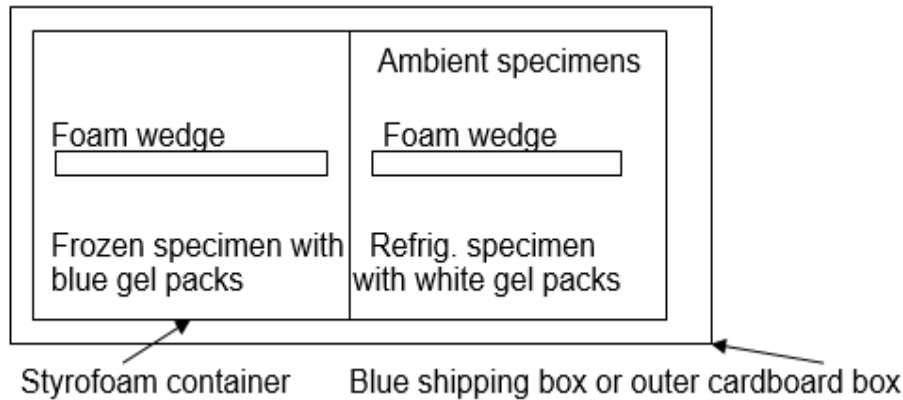 Ambient specimens
Foam wedge
Foam wedge
Frozen specimen with
blue gel packs
Refrig. specimen
with white gel packs
Styrofoam container
Blue shipping box or outer cardboard box